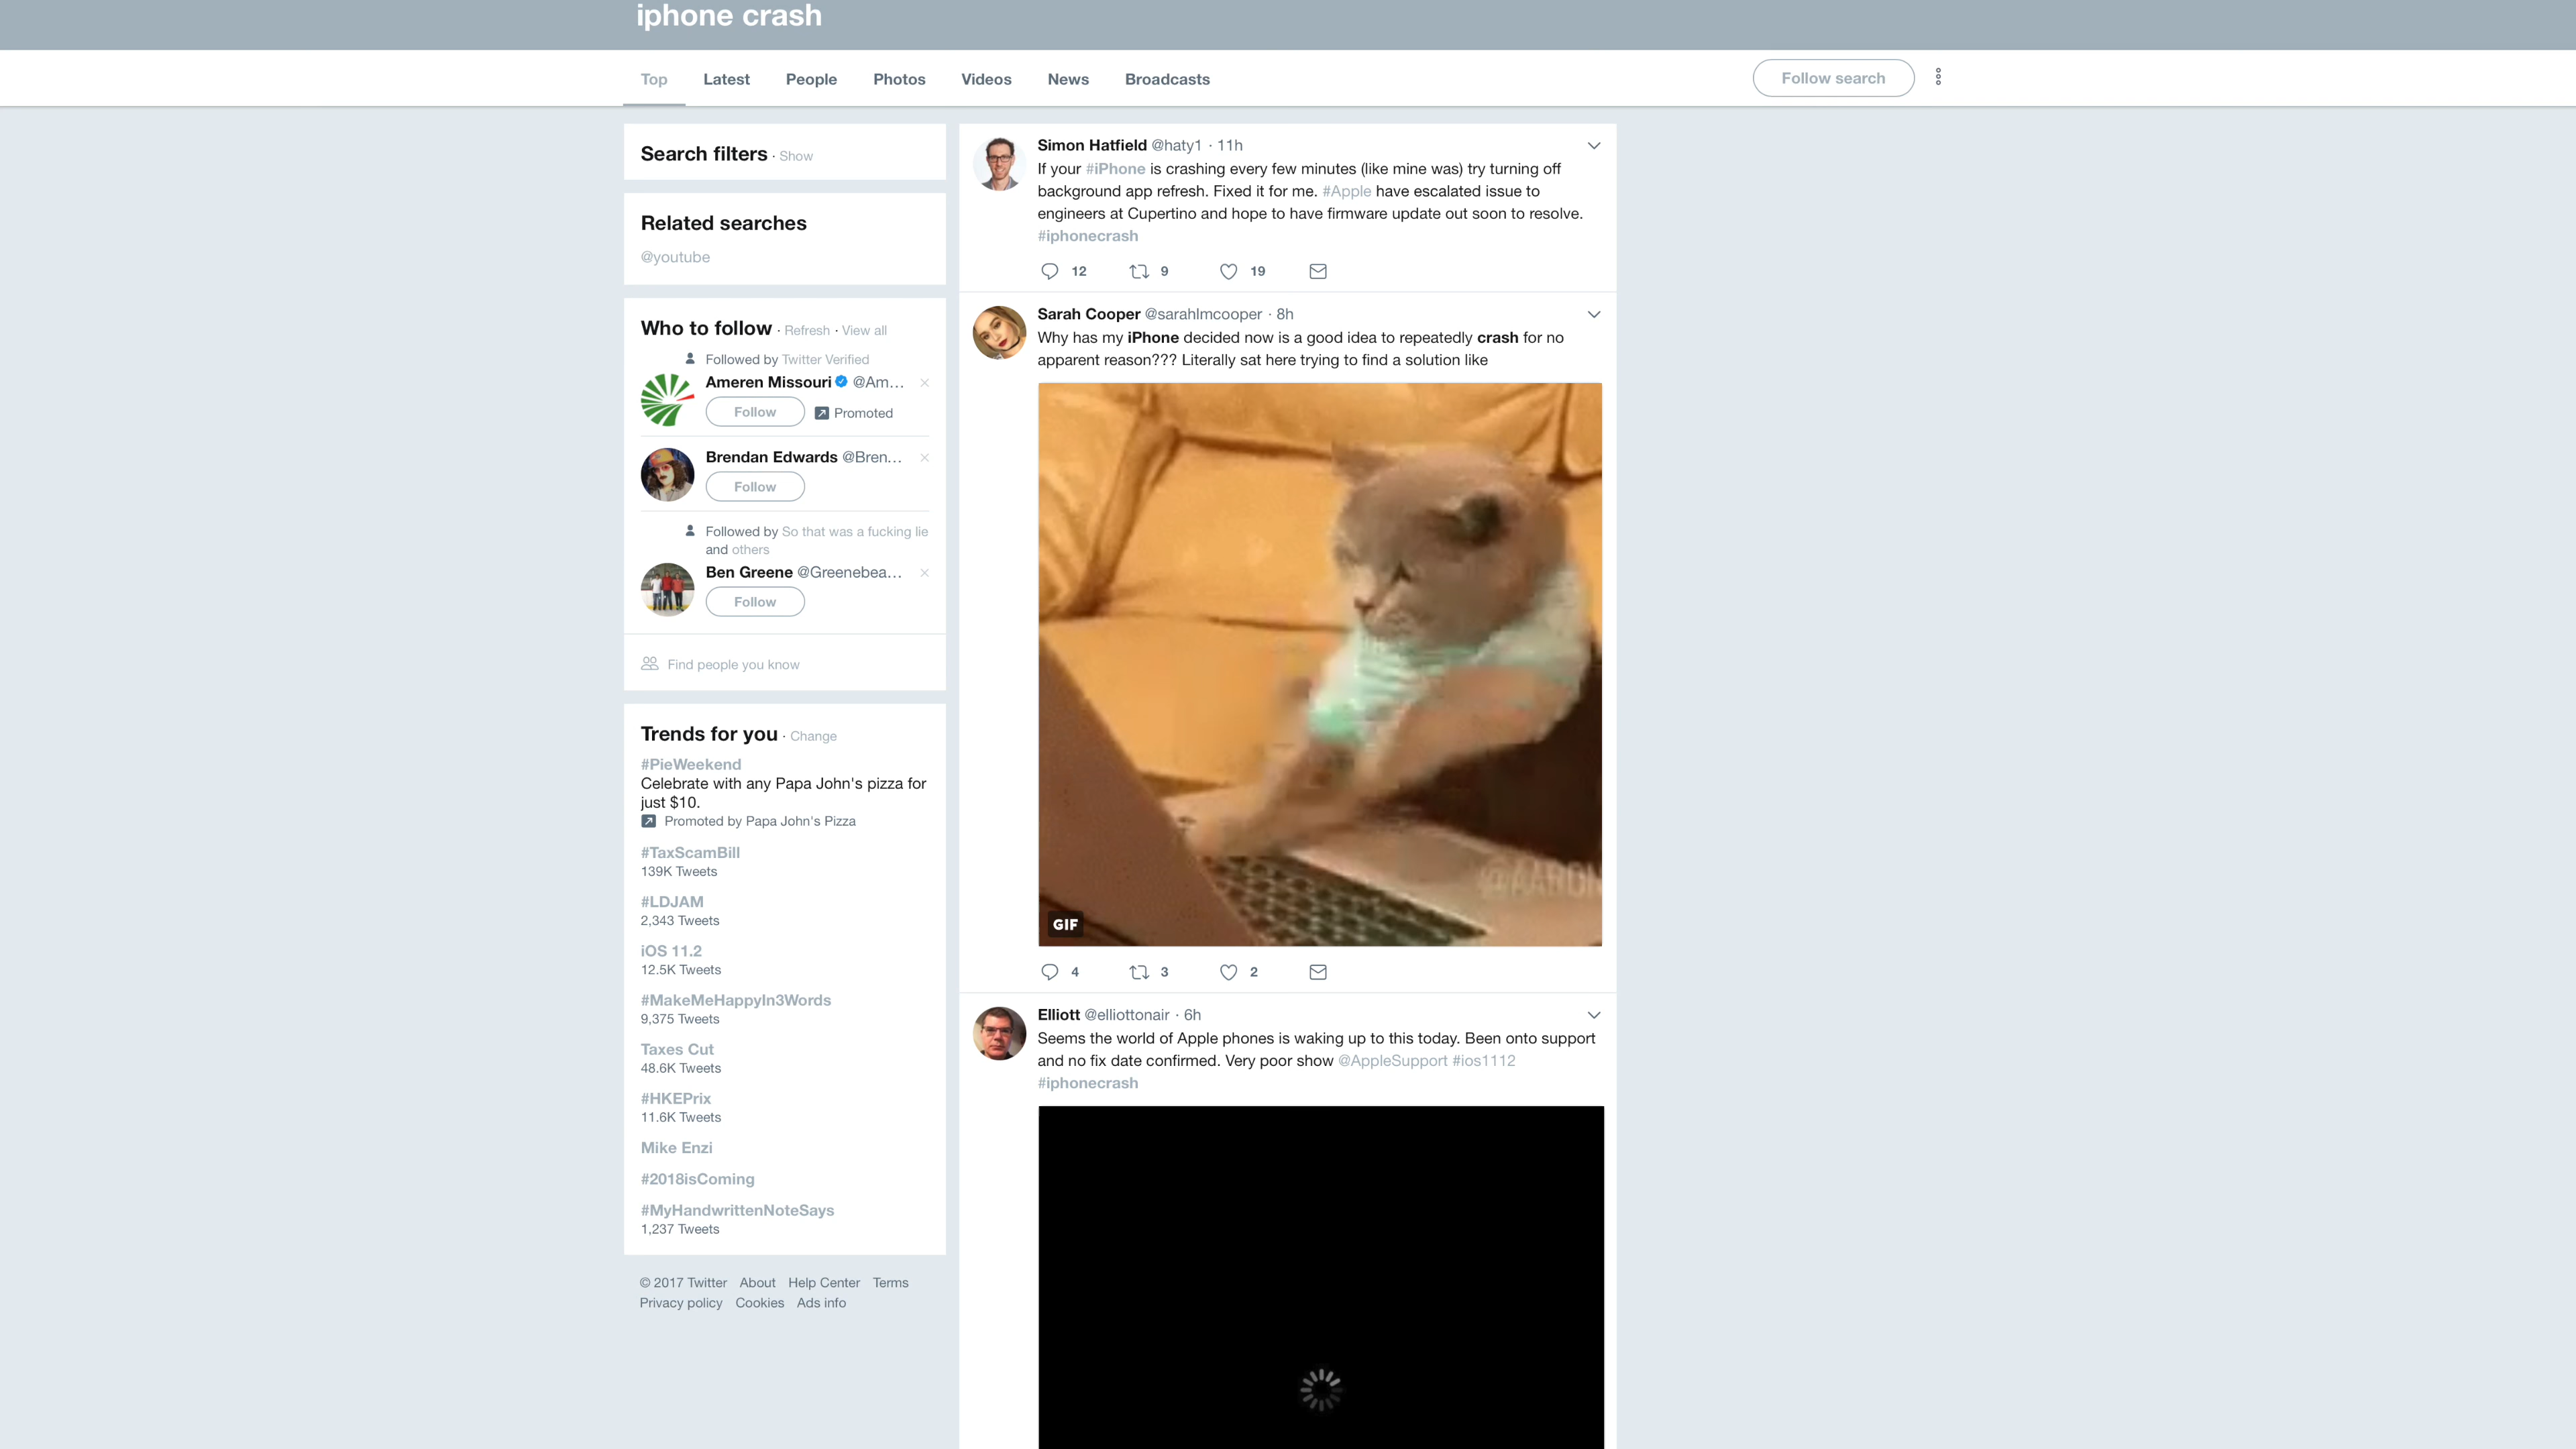 iphone crash
Top
Latest
People
Photos
Videos
News
Broadcasts
Follow search
Search filters · Show
Related searches
@youtube
Who to follow · Refresh · View all
Followed by Twitter Verified
Ameren Missouri @Am...
Follow
Promoted
Brendan Edwards @Bren...
Follow
Followed by So that was a fucking lie
and others
Ben Greene @Greenebea...
Follow
Find people you know
Trends for you · Change
#PieWeekend
Celebrate with any Papa John's pizza for
just $10.
Promoted by Papa John's Pizza
#TaxScamBill
139K Tweets
#LDJAM
2,343 Tweets
iOS 11.2
12.5K Tweets
#MakeMeHappyIn3Words
9,375 Tweets
Taxes Cut
48.6K Tweets
#HKEPrix
11.6K Tweets
Mike Enzi
#2018isComing
#MyHandwrittenNoteSays
1,237 Tweets
© 2017 Twitter About Help Center Terms
Privacy policy Cookies Ads info
Simon Hatfield @haty1 · 11h
If your #iPhone is crashing every few minutes (like mine was) try turning off
background app refresh. Fixed it for me. #Apple have escalated issue to
engineers at Cupertino and hope to have firmware update out soon to resolve.
#iphonecrash
12 9 19
Sarah Cooper @sarahlmcooper · 8h
Why has my iPhone decided now is a good idea to repeatedly crash for no
apparent reason??? Literally sat here trying to find a solution like
@AARON
GIF
4 3 2
Elliott @elliottonair · 6h
Seems the world of Apple phones is waking up to this today. Been onto support
and no fix date confirmed. Very poor show @AppleSupport #ios1112
#iphonecrash